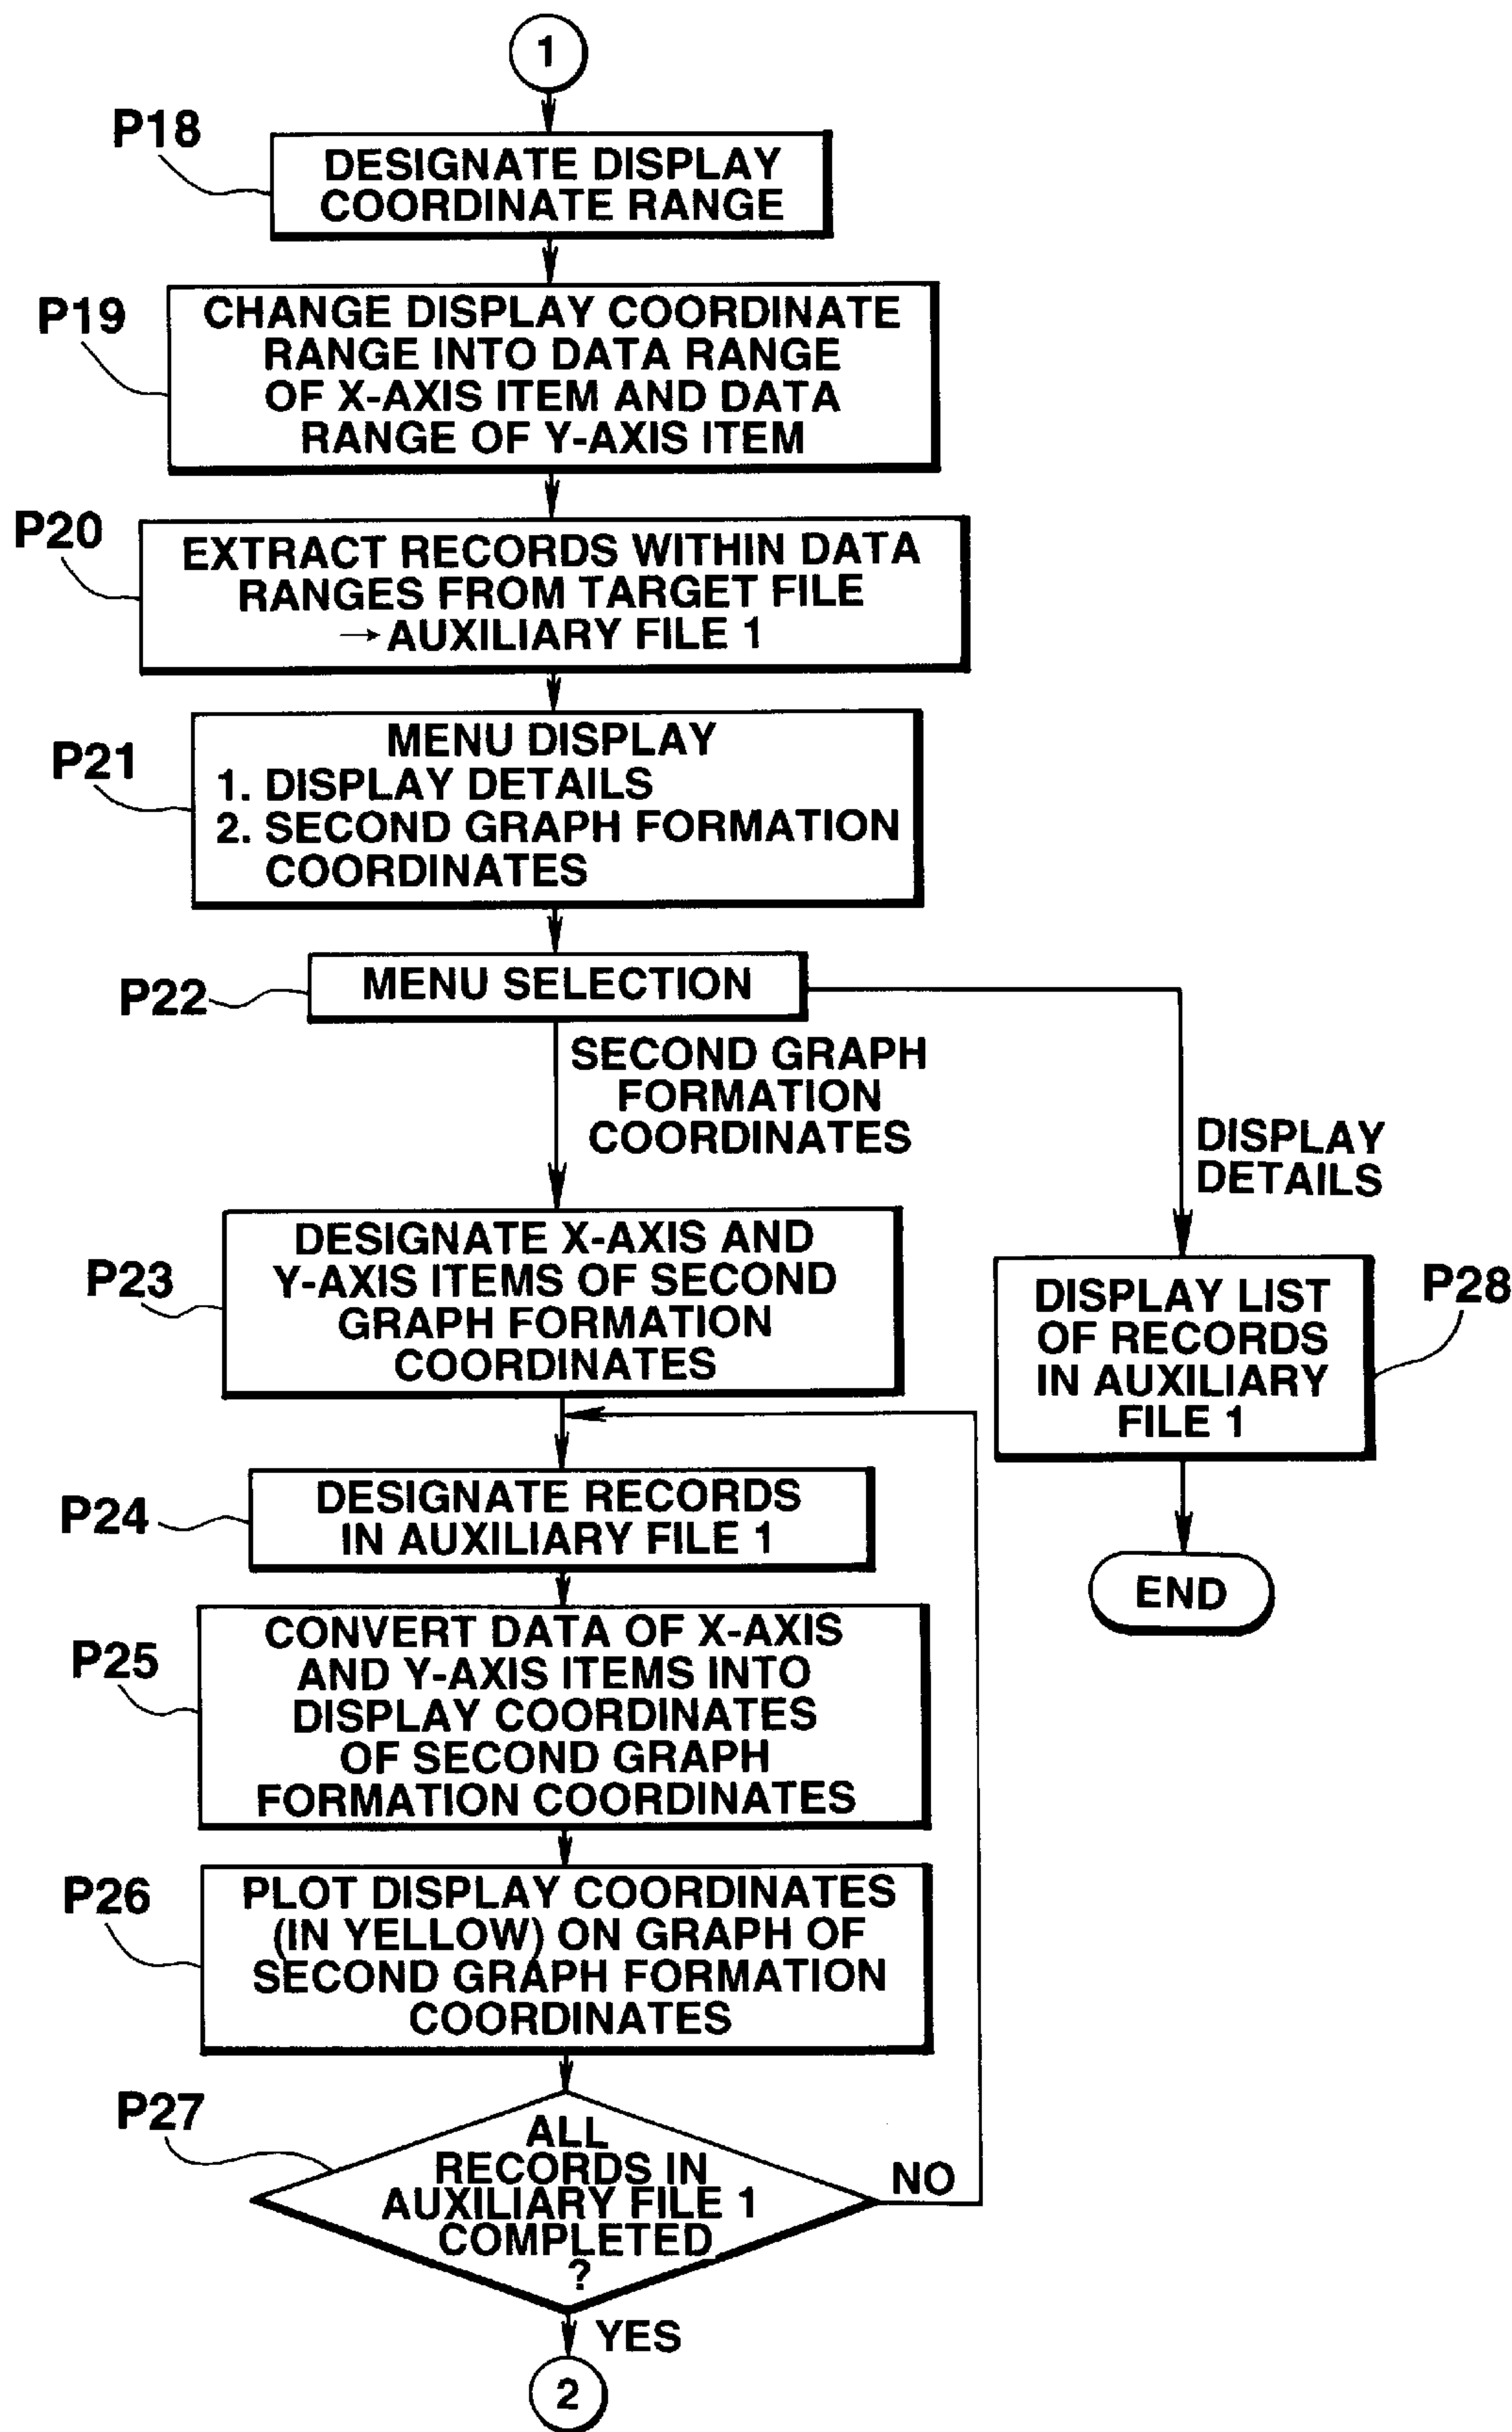 1
P18
DESIGNATE DISPLAY
COORDINATE RANGE
P19
CHANGE DISPLAY COORDINATE
RANGE INTO DATA RANGE
OF X-AXIS ITEM AND DATA
RANGE OF Y-AXIS ITEM
P20
EXTRACT RECORDS WITHIN DATA
RANGES FROM TARGET FILE
→ AUXILIARY FILE 1
P21
MENU DISPLAY
1. DISPLAY DETAILS
2. SECOND GRAPH FORMATION
COORDINATES
P22
MENU SELECTION
SECOND GRAPH
FORMATION
COORDINATES
DISPLAY
DETAILS
P23
DESIGNATE X-AXIS AND
Y-AXIS ITEMS OF SECOND
GRAPH FORMATION
COORDINATES
P28
DISPLAY LIST
OF RECORDS
IN AUXILIARY
FILE 1
END
P24
DESIGNATE RECORDS
IN AUXILIARY FILE 1
P25
CONVERT DATA OF X-AXIS
AND Y-AXIS ITEMS INTO
DISPLAY COORDINATES
OF SECOND GRAPH
FORMATION COORDINATES
P26
PLOT DISPLAY COORDINATES
(IN YELLOW) ON GRAPH OF
SECOND GRAPH FORMATION
COORDINATES
P27
ALL
RECORDS IN
AUXILIARY FILE 1
COMPLETED
?
NO
YES
2